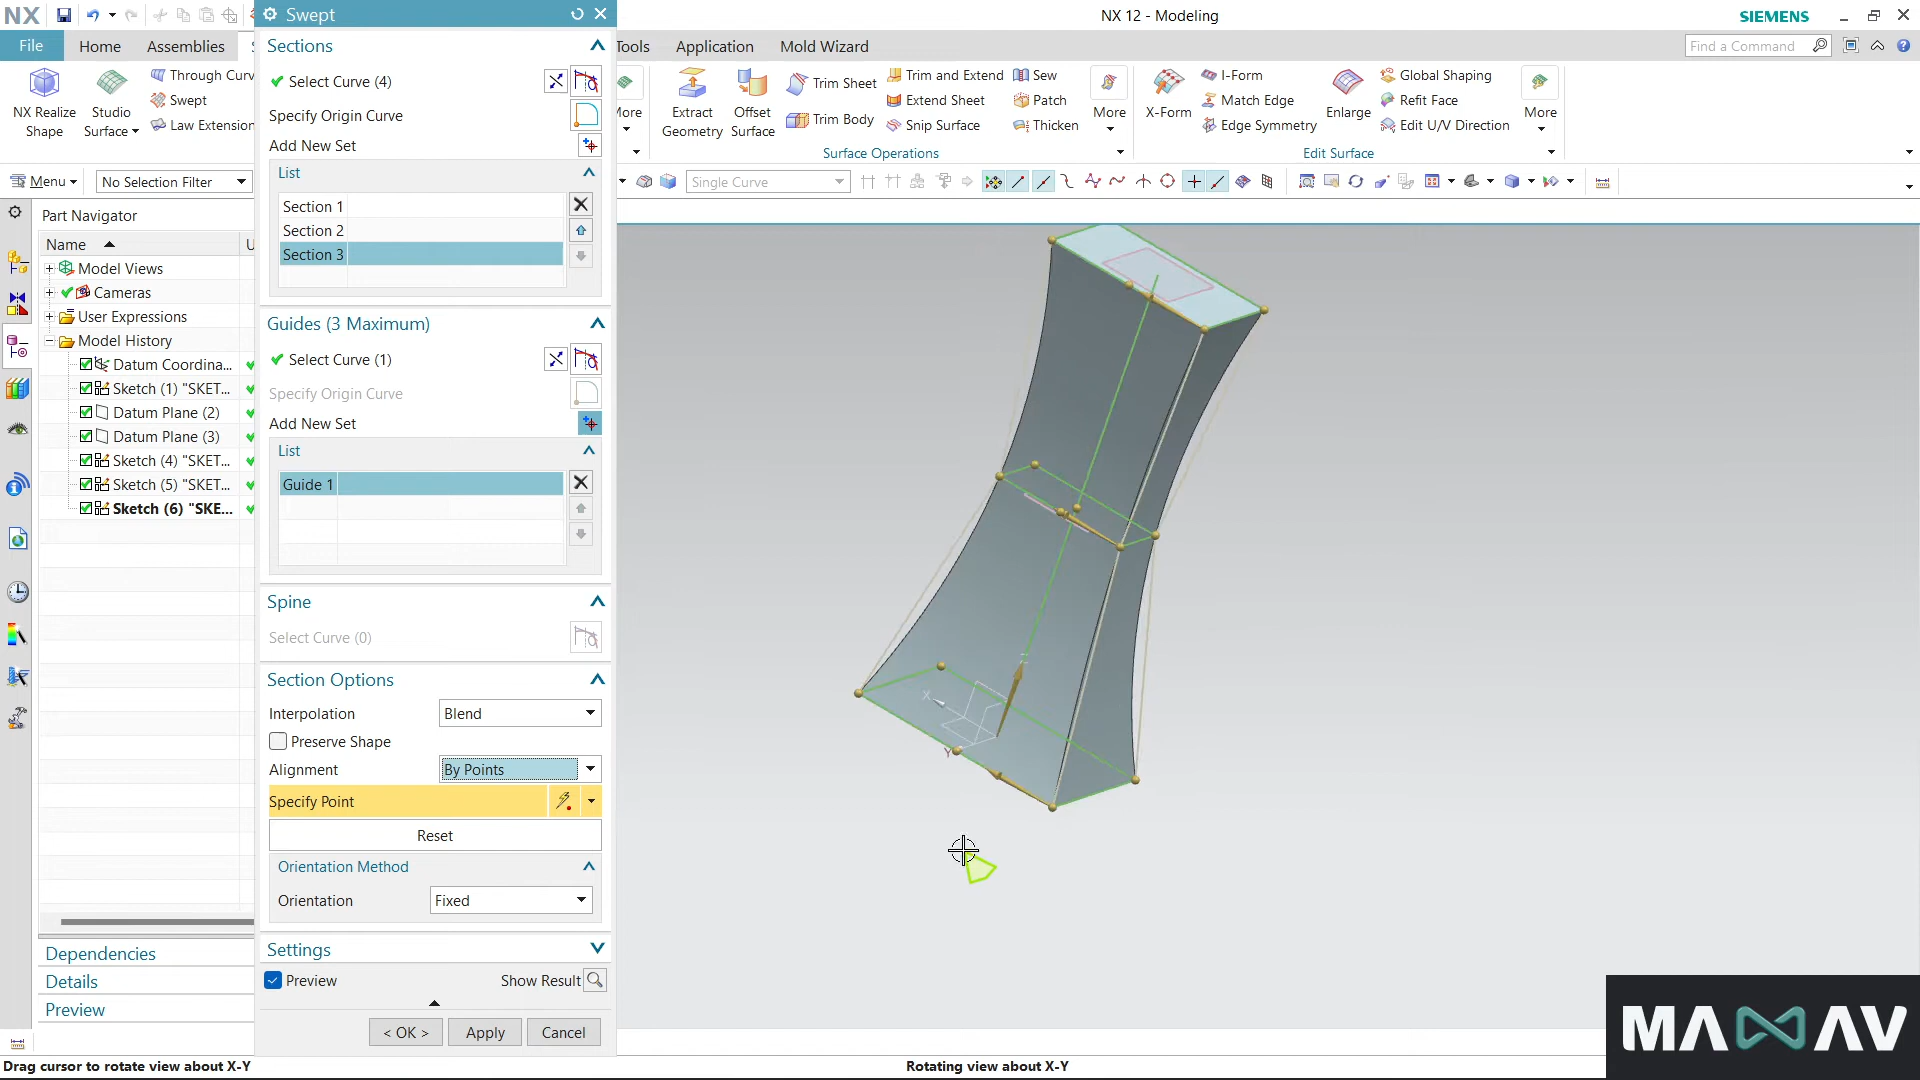 NX
Swept
NX 12 - Modeling
SIEMENS
File
Home
Assemblies
Tools
Application
Mold Wizard
Find a Command
NX Realize Shape
Studio Surface
Through Curv
Swept
Law Extension
Sections
Select Curve (4)
Specify Origin Curve
Add New Set
List
Section 1
Section 2
Section 3
More
Extract Geometry
Offset Surface
Trim Sheet
Trim Body
Trim and Extend
Extend Sheet
Snip Surface
Sew
Patch
Thicken
More
Surface Operations
X-Form
I-Form
Match Edge
Edge Symmetry
Enlarge
Global Shaping
Refit Face
Edit U/V Direction
More
Edit Surface
Menu
No Selection Filter
Single Curve
Part Navigator
Name
U
Model Views
Cameras
User Expressions
Model History
Datum Coordina...
Sketch (1) "SKET...
Datum Plane (2)
Datum Plane (3)
Sketch (4) "SKET...
Sketch (5) "SKET...
Sketch (6) "SKE...
Guides (3 Maximum)
Select Curve (1)
Specify Origin Curve
Add New Set
List
Guide 1
Spine
Select Curve (0)
Section Options
Interpolation
Blend
Preserve Shape
Alignment
By Points
Specify Point
Reset
Orientation Method
Orientation
Fixed
Settings
Preview
Show Result
< OK >
Apply
Cancel
X
Y
Dependencies
Details
Preview
Drag cursor to rotate view about X-Y
Rotating view about X-Y